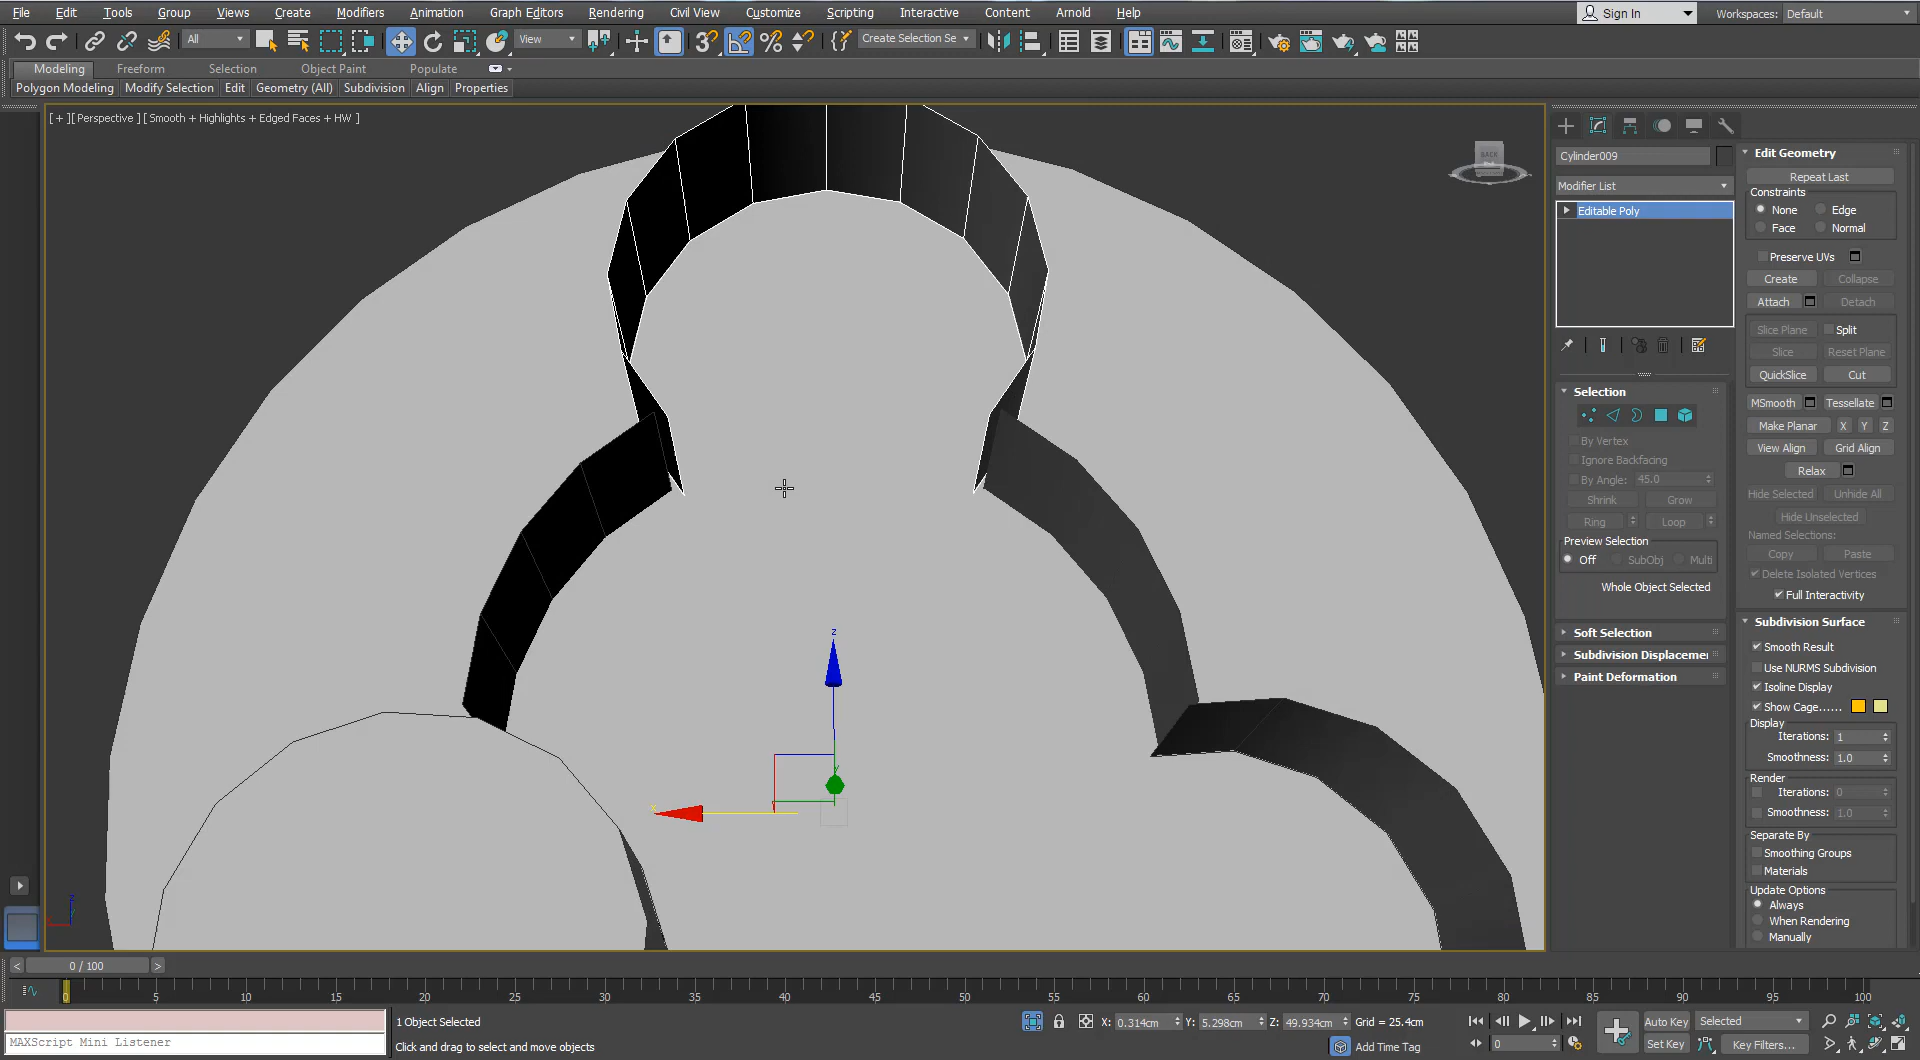 File Edit Tools Group Views Create Modifiers Animation Graph Editors Rendering Civil View Customize Scripting Interactive Content Arnold Help Sign In Workspaces: Default
All View Create Selection Se
Modeling Freeform Selection Object Paint Populate
Polygon Modeling Modify Selection Edit Geometry (All) Subdivision Align Properties
[ + ][ Perspective ] [ Smooth + Highlights + Edged Faces + HW ]
BACK
Cylinder009
Modifier List
Editable Poly
Selection
By Vertex
Ignore Backfacing
By Angle: 45.0
Shrink Grow
Ring Loop
Preview Selection
Off SubObj Multi
Whole Object Selected
Soft Selection
Subdivision Displacemer
Paint Deformation
Edit Geometry
Repeat Last
Constraints
None Edge
Face Normal
Preserve UVs
Create Collapse
Attach Detach
Slice Plane Split
Slice Reset Plane
QuickSlice Cut
MSmooth Tessellate
Make Planar X Y Z
View Align Grid Align
Relax
Hide Selected Unhide All
Hide Unselected
Named Selections:
Copy Paste
Delete Isolated Vertices
Full Interactivity
Subdivision Surface
Smooth Result
Use NURMS Subdivision
Isoline Display
Show Cage......
Display
Iterations: 1
Smoothness: 1.0
Render
Iterations: 0
Smoothness: 1.0
Separate By
Smoothing Groups
Materials
Update Options
Always
When Rendering
Manually
z
x
y
z
< 0 / 100 >
0 5 10 15 20 25 30 35 40 45 50 55 60 65 70 75 80 85 90 95 100
1 Object Selected X: 0.314cm Y: 5.298cm Z: 49.934cm Grid = 25.4cm Auto Key Selected
MAXScript Mini Listener Click and drag to select and move objects Add Time Tag 0 Set Key Key Filters...